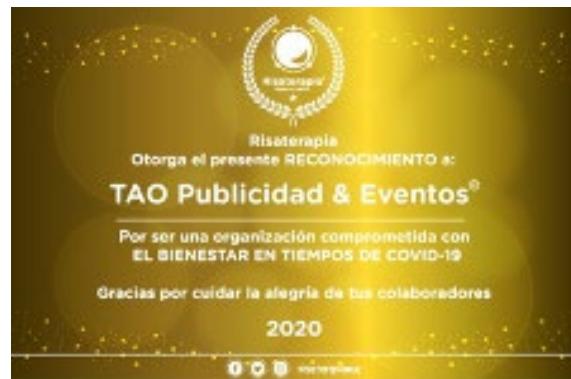 Risaterapia
Risaterapia
Otorga el presente RECONOCIMIENTO a:
TAO Publicidad & Eventos®
Por ser una organización comprometida con
EL BIENESTAR EN TIEMPOS DE COVID-19
Gracias por cuidar la alegría de tus colaboradores
2020